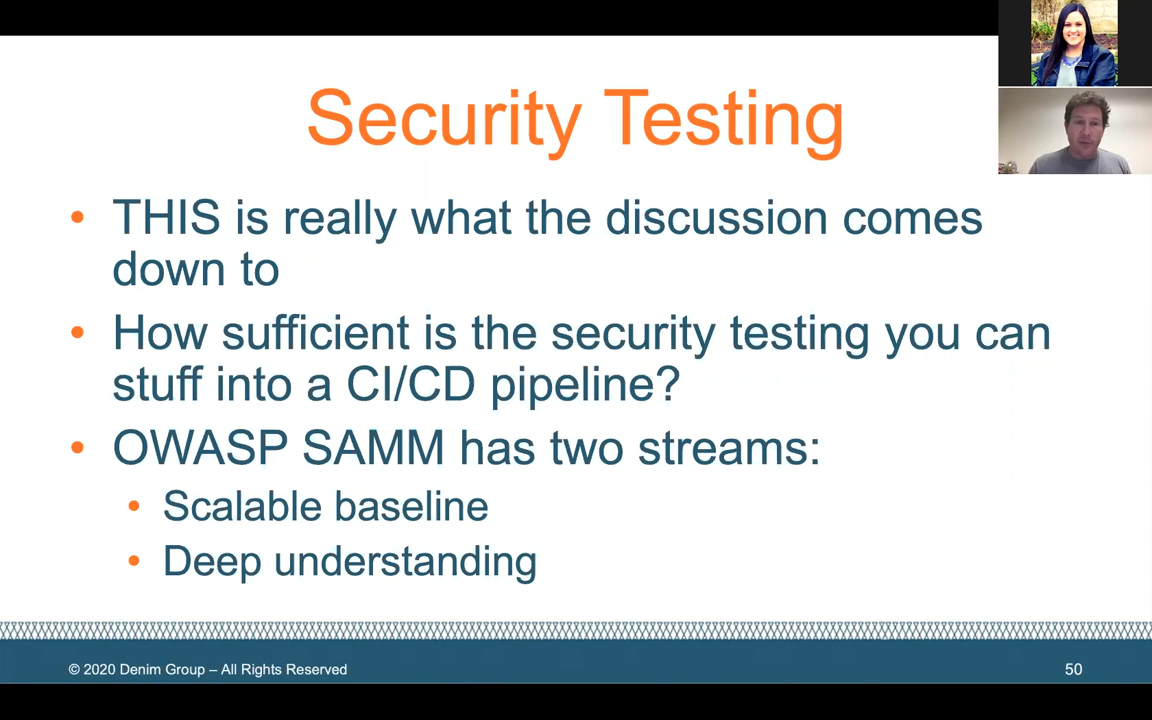 Security Testing
• THIS is really what the discussion comes
down to
• How sufficient is the security testing you can
stuff into a CI/CD pipeline?
• OWASP SAMM has two streams:
• Scalable baseline
• Deep understanding
© 2020 Denim Group – All Rights Reserved
50